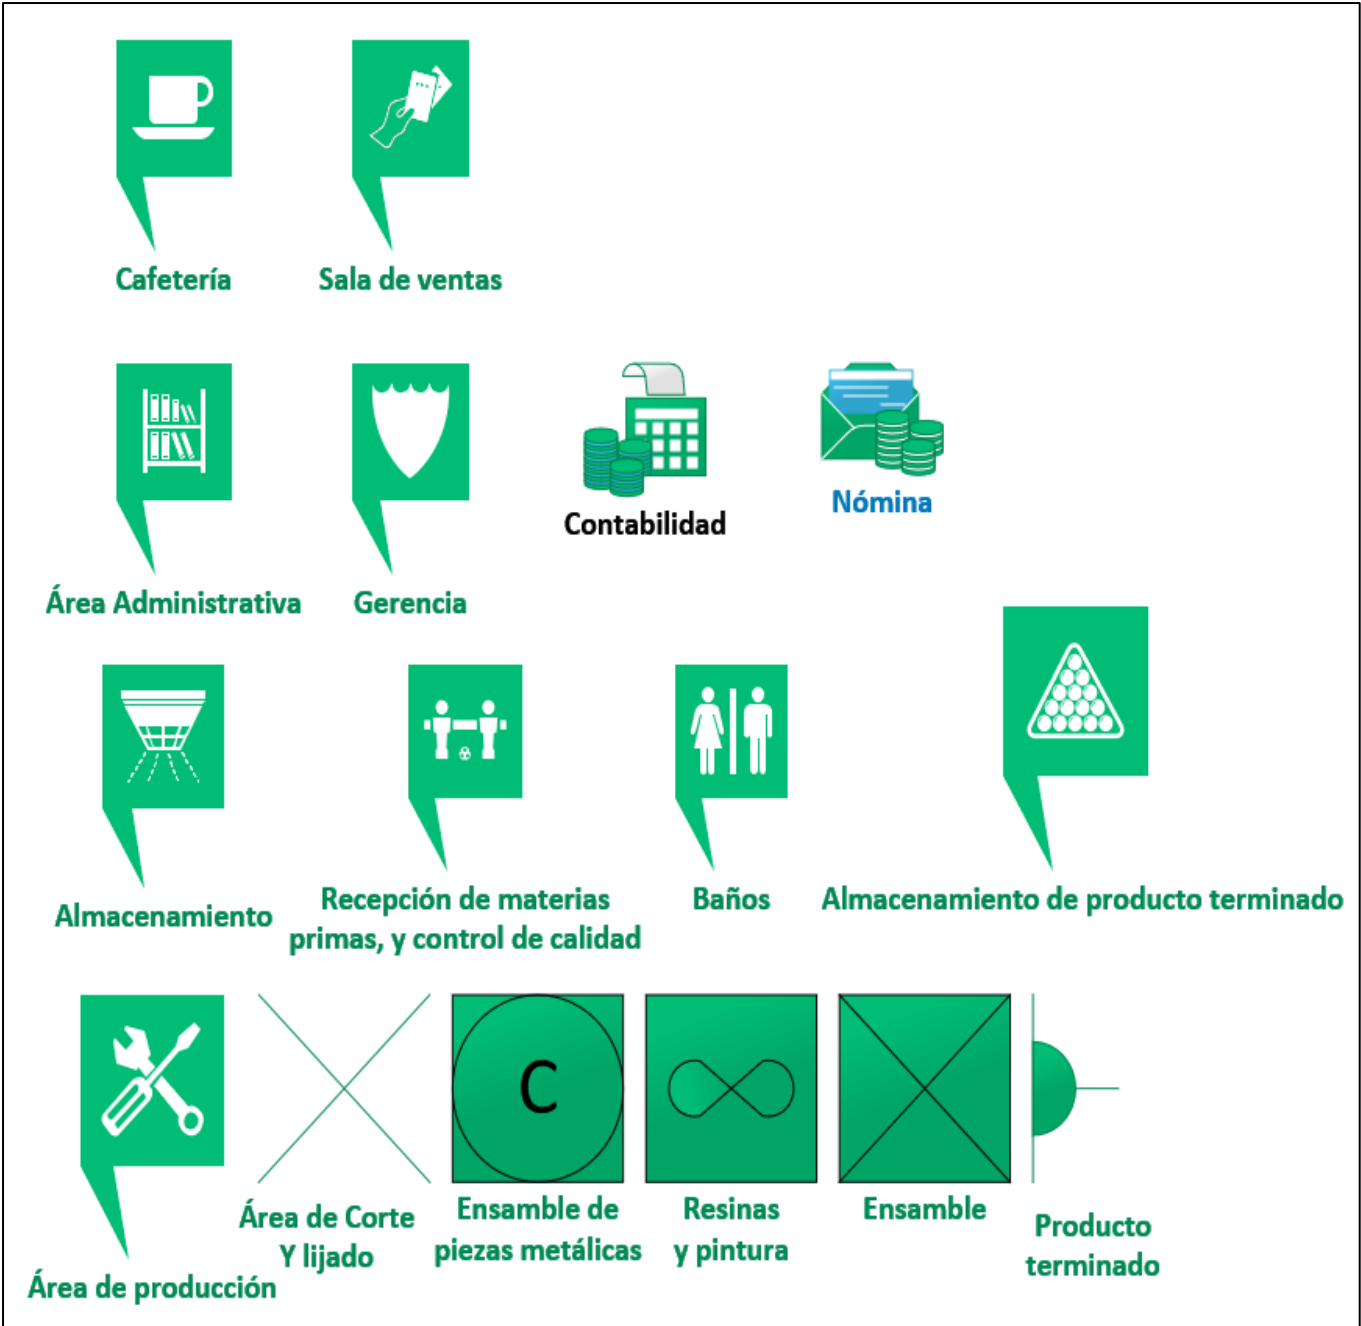 Cafetería
Sala de ventas
Contabilidad
Nómina
Área Administrativa
Gerencia
Almacenamiento
Recepción de materias
primas, y control de calidad
Baños
Almacenamiento de producto terminado
C
Área de producción
Área de Corte
Y lijado
Ensamble de
piezas metálicas
Resinas
y pintura
Ensamble
Producto
terminado